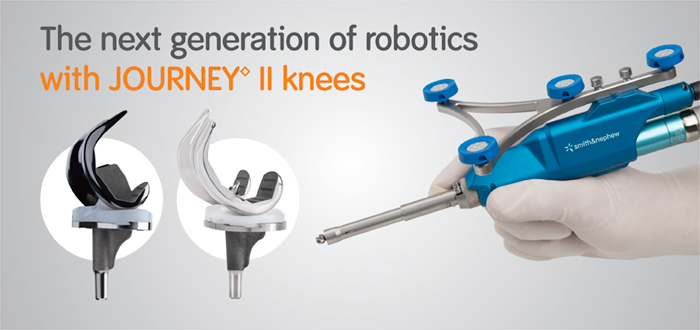 The next generation of robotics
with JOURNEY◇ II knees
smith&nephew